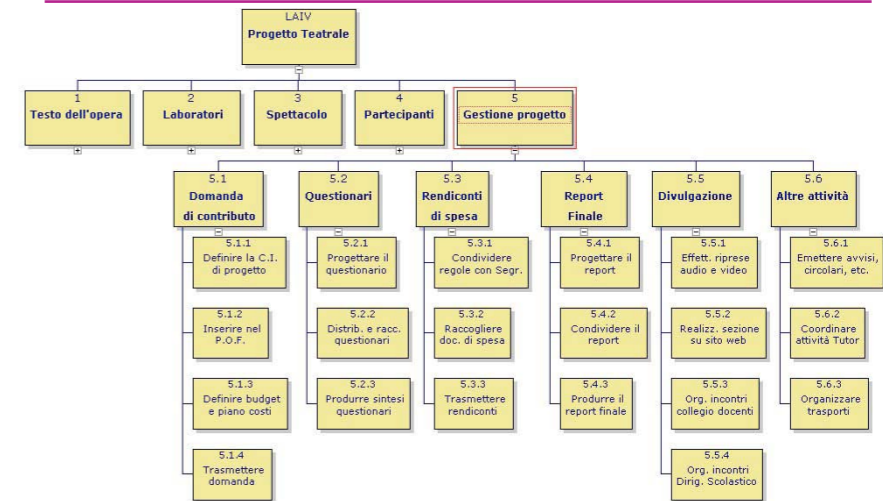 LAIV
Progetto Teatrale
1
Testo dell'opera
2
Laboratori
3
Spettacolo
4
Partecipanti
5
Gestione progetto
5.1
Domanda
di contributo
5.2
Questionari
5.3
Rendiconti
di spesa
5.4
Report
Finale
5.5
Divulgazione
5.6
Altre attività
5.1.1
Definire la C.I.
di progetto
5.2.1
Progettare il
questionario
5.3.1
Condividere
regole con Segr.
5.4.1
Progettare il
report
5.5.1
Effett. riprese
audio e video
5.6.1
Emettere avvisi,
circolari, etc.
5.1.2
Inserire nel
P.O.F.
5.2.2
Distrib. e racc.
questionari
5.3.2
Raccogliere
doc. di spesa
5.4.2
Condividere il
report
5.5.2
Realizz. sezione
su sito web
5.6.2
Coordinare
attività Tutor
5.1.3
Definire budget
e piano costi
5.2.3
Produrre sintesi
questionari
5.3.3
Trasmettere
rendiconti
5.4.3
Produrre il
report finale
5.5.3
Org. incontri
collegio docenti
5.6.3
Organizzare
trasporti
5.1.4
Trasmettere
domanda
5.5.4
Org. incontri
Dirig. Scolastico